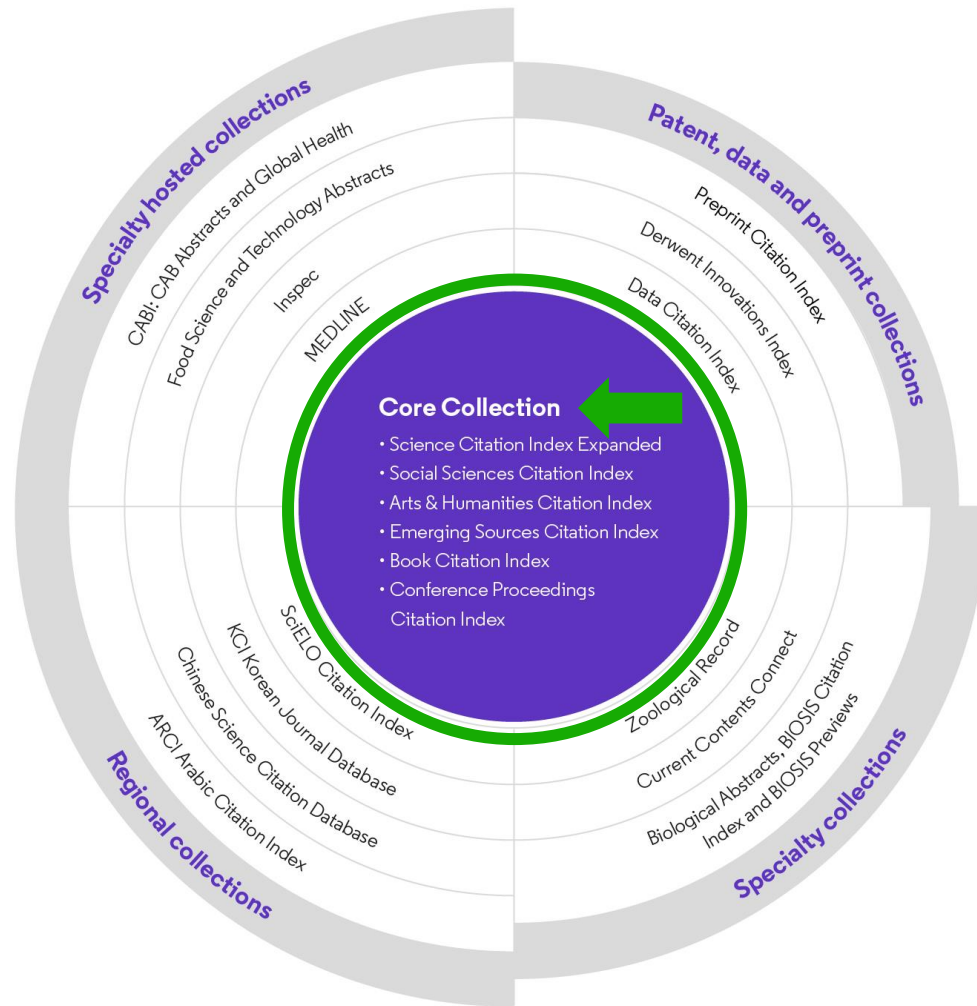 Specialty hosted collections
CABI: CAB Abstracts and Global Health
Food Science and Technology Abstracts
Inspec
MEDLINE
Patent, data and preprint collections
Preprint Citation Index
Derwent Innovations Index
Data Citation Index
Core Collection
• Science Citation Index Expanded
• Social Sciences Citation Index
• Arts & Humanities Citation Index
• Emerging Sources Citation Index
• Book Citation Index
• Conference Proceedings
Citation Index
SciELO Citation Index
KCI Korean Journal Database
Chinese Science Citation Database
ARCI Arabic Citation Index
Regional collections
Zoological Record
Current Contents Connect
Biological Abstracts, BIOSIS Citation
Index and BIOSIS Previews
Specialty collections